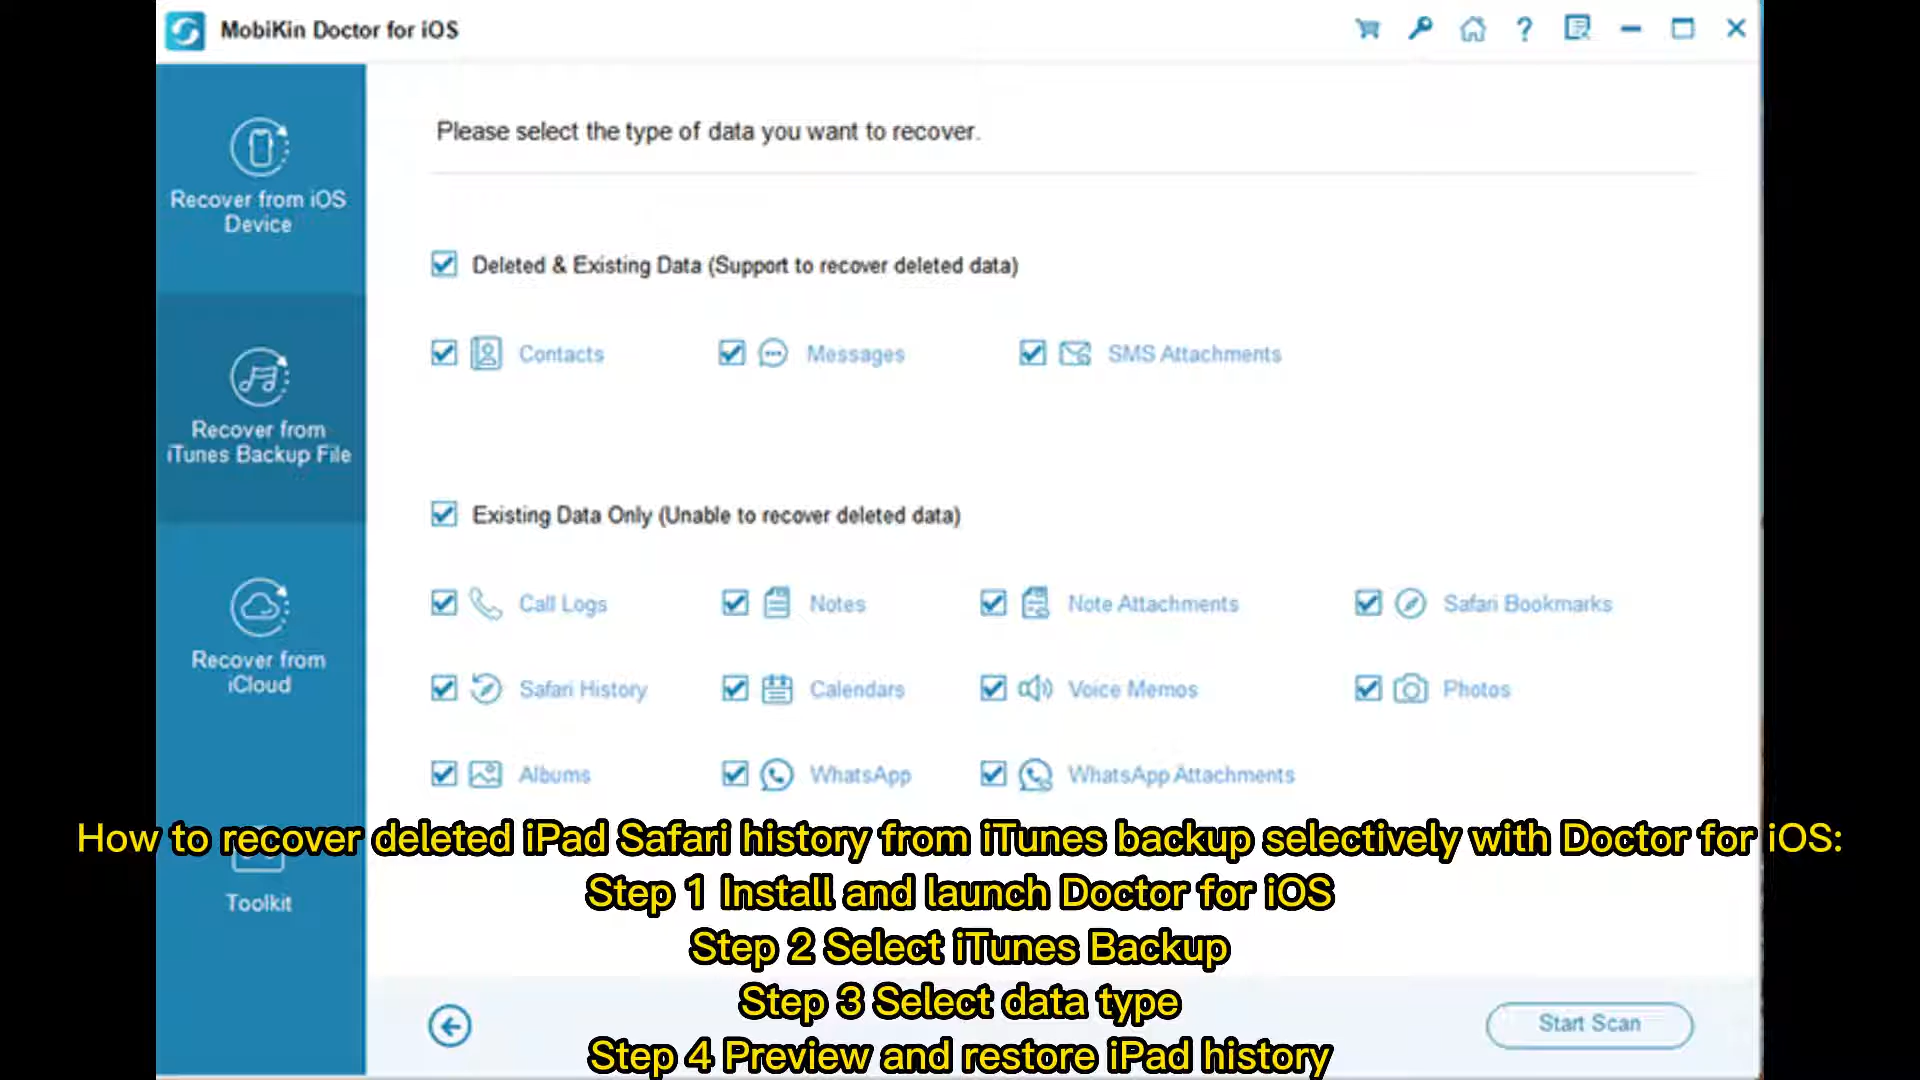 MobiKin Doctor for iOS
Recover from iOS
Device
Recover from
iTunes Backup File
Recover from
iCloud
Toolkit
Please select the type of data you want to recover.
Deleted & Existing Data (Support to recover deleted data)
Contacts
Messages
SMS Attachments
Existing Data Only (Unable to recover deleted data)
Call Logs
Notes
Note Attachments
Safari Bookmarks
Safari History
Calendars
Voice Memos
Photos
Albums
WhatsApp
WhatsApp Attachments
How to recover deleted iPad Safari history from iTunes backup selectively with Doctor for iOS:
Step 1 Install and launch Doctor for iOS
Step 2 Select iTunes Backup
Step 3 Select data type
Step 4 Preview and restore iPad history
Start Scan